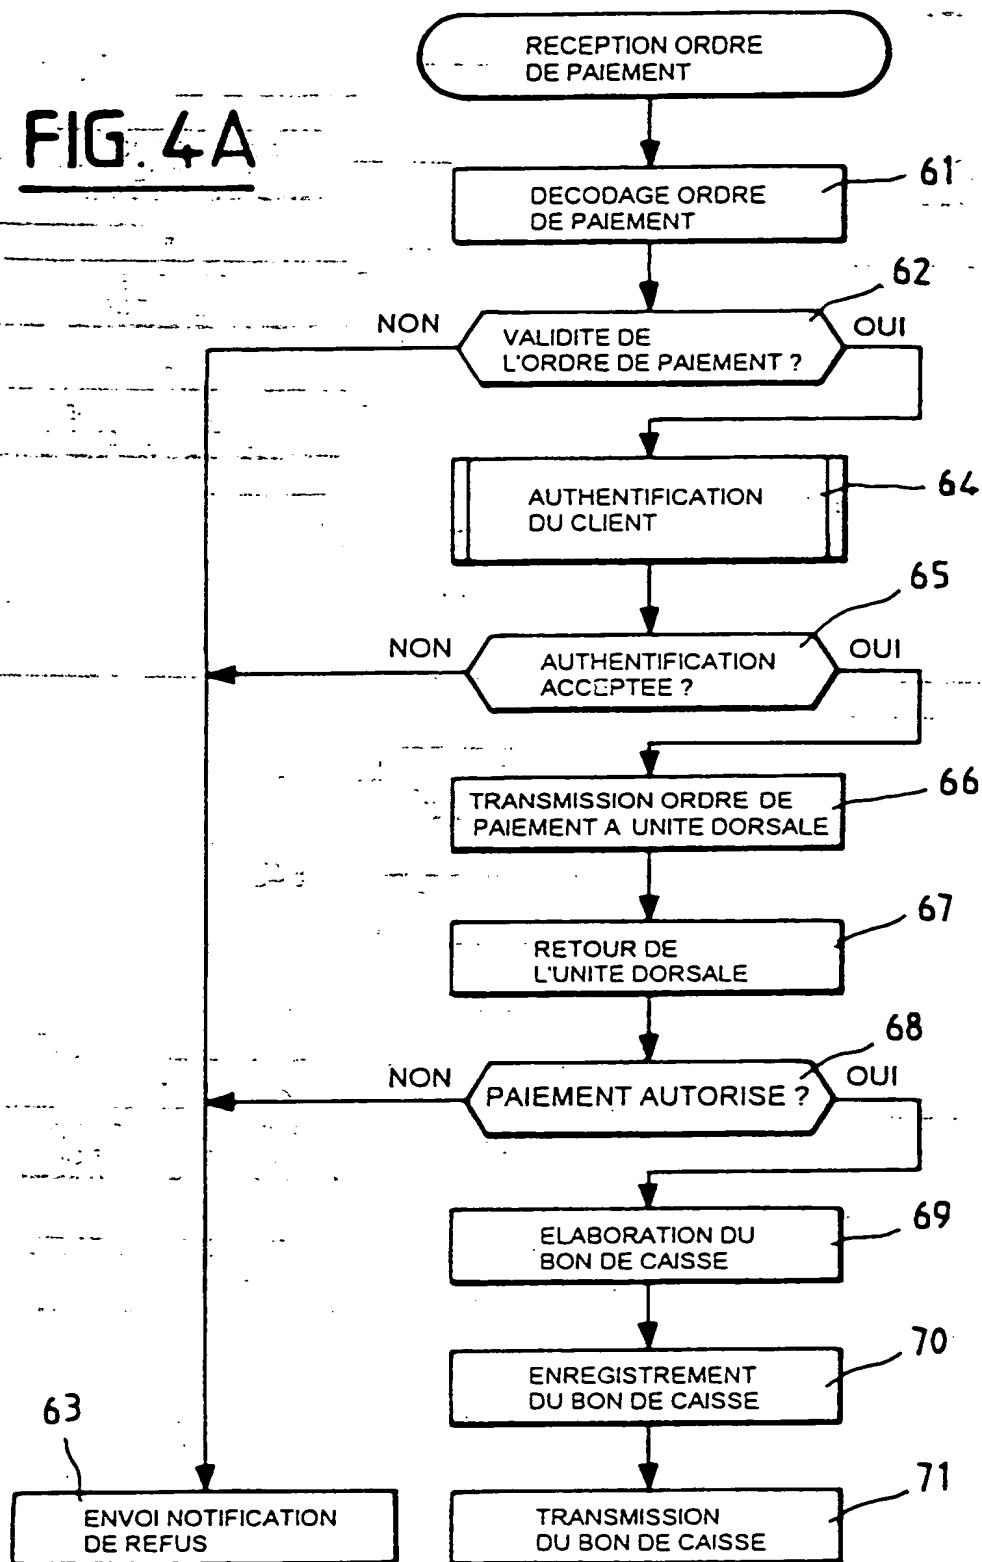 RECEPTION ORDRE
DE PAIEMENT
FIG. 4A
61
DECODAGE ORDRE
DE PAIEMENT
62
NON
OUI
VALIDITE DE
L'ORDRE DE PAIEMENT ?
64
AUTHENTIFICATION
DU CLIENT
65
NON
OUI
AUTHENTIFICATION
ACCEPTEE ?
66
TRANSMISSION ORDRE DE
PAIEMENT A UNITE DORSALE
67
RETOUR DE
L'UNITE DORSALE
68
NON
OUI
PAIEMENT AUTORISE ?
69
ELABORATION DU
BON DE CAISSE
70
ENREGISTREMENT
DU BON DE CAISSE
63
71
ENVOI NOTIFICATION
DE REFUS
TRANSMISSION
DU BON DE CAISSE